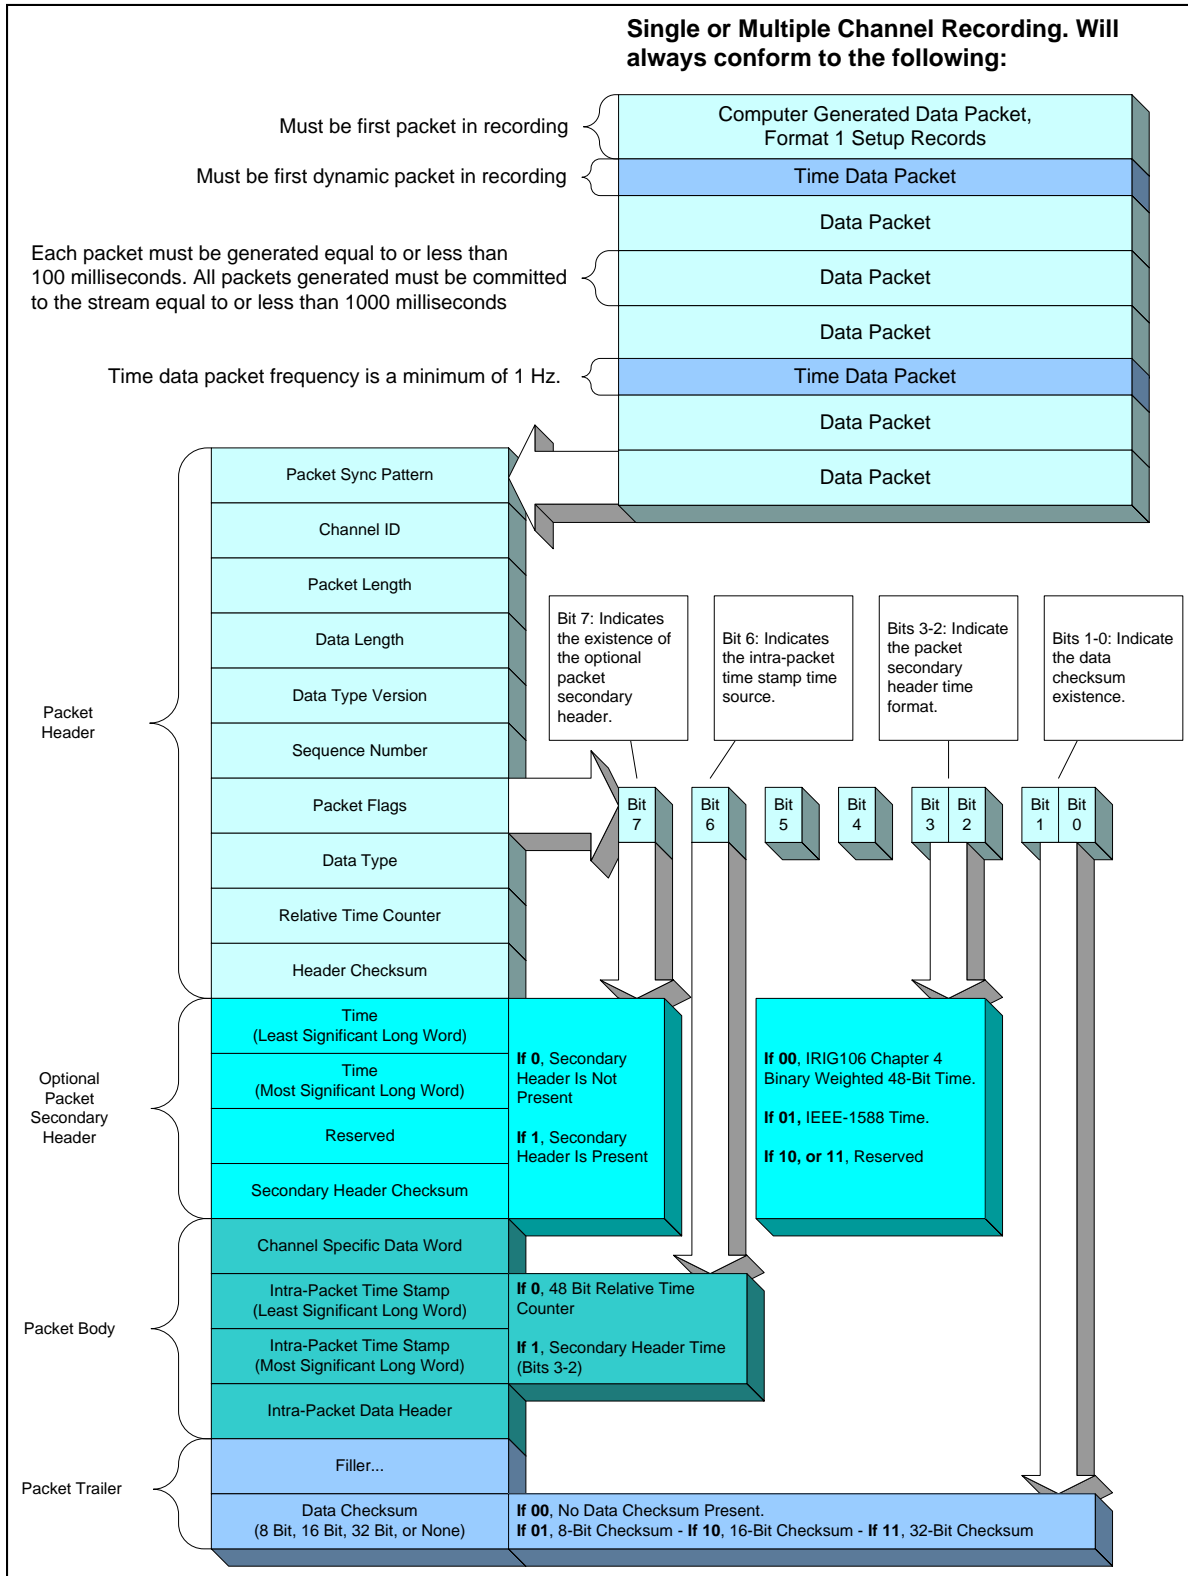 Single or Multiple Channel Recording. Will
always conform to the following:
Must be first packet in recording
Computer Generated Data Packet,
Format 1 Setup Records
Must be first dynamic packet in recording
Time Data Packet
Data Packet
Each packet must be generated equal to or less than
100 milliseconds. All packets generated must be committed
to the stream equal to or less than 1000 milliseconds
Data Packet
Data Packet
Time data packet frequency is a minimum of 1 Hz.
Time Data Packet
Data Packet
Data Packet
Packet
Header
Packet Sync Pattern
Channel ID
Packet Length
Data Length
Data Type Version
Sequence Number
Packet Flags
Data Type
Relative Time Counter
Header Checksum
Bit 7: Indicates
the existence of
the optional
packet
secondary
header.
Bit 6: Indicates
the intra-packet
time stamp time
source.
Bits 3-2: Indicate
the packet
secondary
header time
format.
Bits 1-0: Indicate
the data
checksum
existence.
Bit
7
Bit
6
Bit
5
Bit
4
Bit
3
Bit
2
Bit
1
Bit
0
Optional
Packet
Secondary
Header
Time
(Least Significant Long Word)
Time
(Most Significant Long Word)
Reserved
Secondary Header Checksum
If 0, Secondary
Header Is Not
Present
If 1, Secondary
Header Is Present
If 00, IRIG106 Chapter 4
Binary Weighted 48-Bit Time.
If 01, IEEE-1588 Time.
If 10, or 11, Reserved
Packet Body
Channel Specific Data Word
Intra-Packet Time Stamp
(Least Significant Long Word)
Intra-Packet Time Stamp
(Most Significant Long Word)
Intra-Packet Data Header
If 0, 48 Bit Relative Time
Counter
If 1, Secondary Header Time
(Bits 3-2)
Packet Trailer
Filler...
Data Checksum
(8 Bit, 16 Bit, 32 Bit, or None)
If 00, No Data Checksum Present.
If 01, 8-Bit Checksum - If 10, 16-Bit Checksum - If 11, 32-Bit Checksum